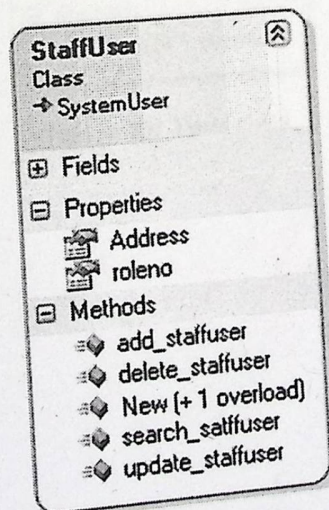 StaffUser
Class
SystemUser
Fields
Properties
Address
roleno
Methods
add_staffuser
delete_staffuser
New (+ 1 overload)
search_satffuser
update_staffuser